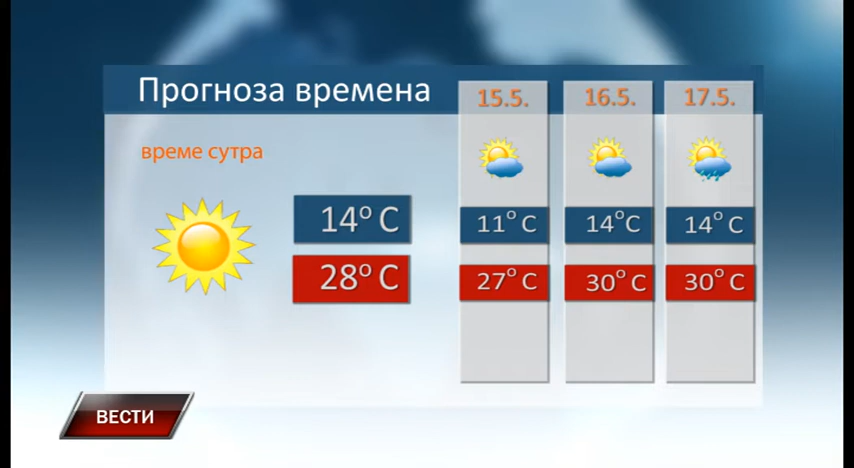 Прогноза времена
време сутра
14° C
28° C
15.5.
11° C
27° C
16.5.
14°C
30° C
17.5.
14° C
30° C
ВЕСТИ